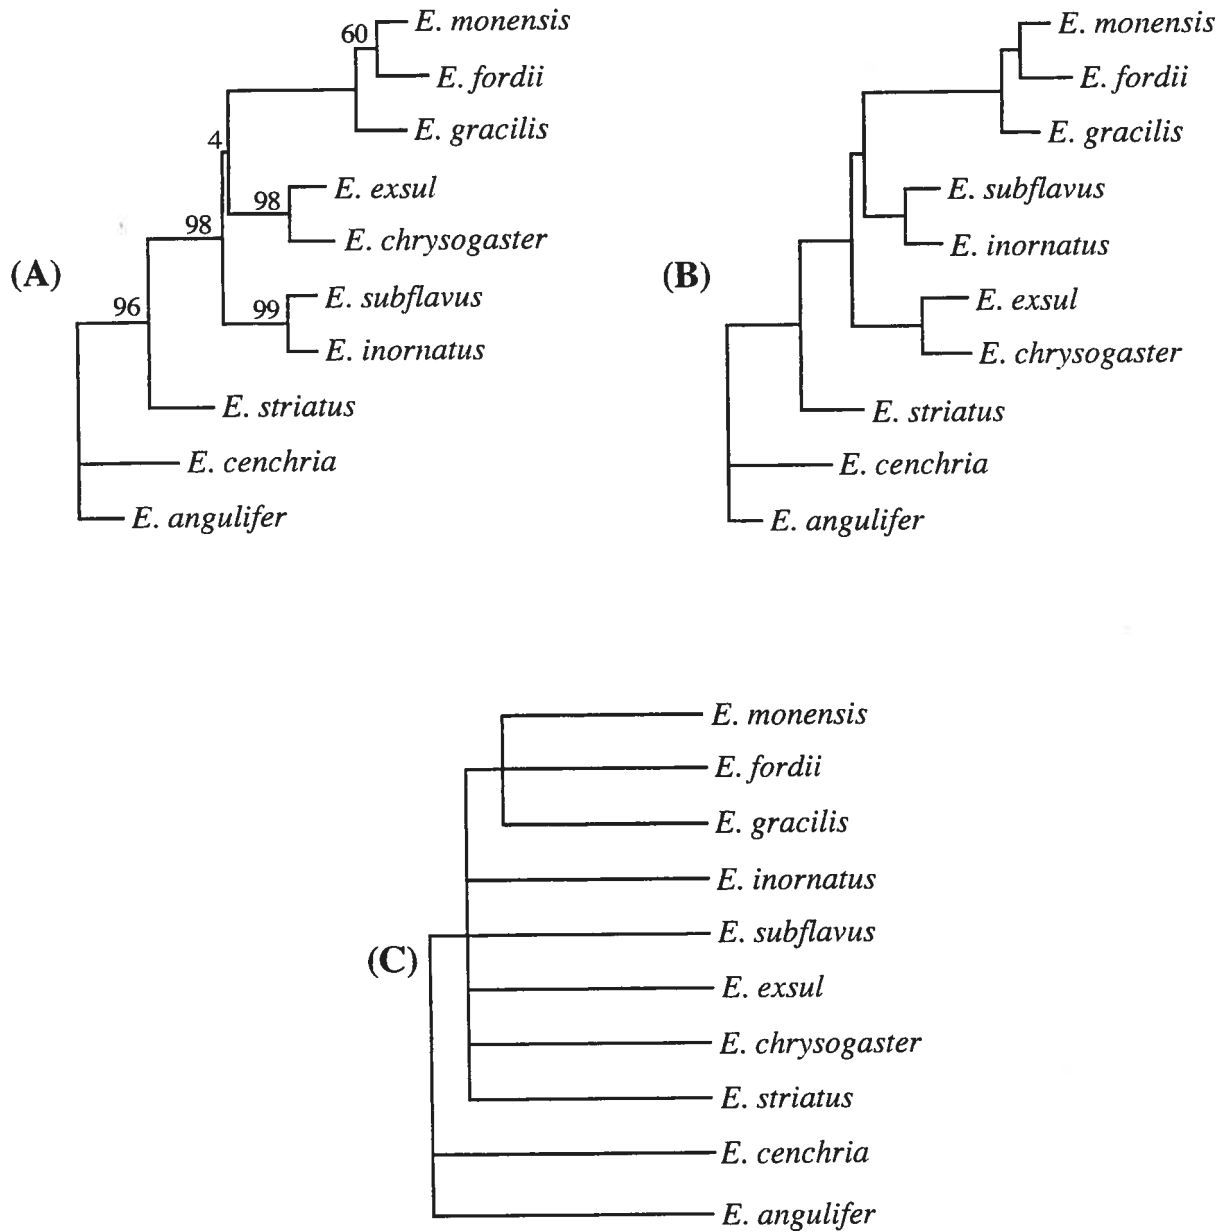 60
E. monensis
E. fordii
E. gracilis
4
E. exsul
98
E. chrysogaster
98
(A)
E. subflavus
99
E. inornatus
96
E. striatus
E. cenchria
E. angulifer
E. monensis
E. fordii
E. gracilis
E. subflavus
E. inornatus
(B)
E. exsul
E. chrysogaster
E. striatus
E. cenchria
E. angulifer
E. monensis
E. fordii
E. gracilis
E. inornatus
E. subflavus
(C)
E. exsul
E. chrysogaster
E. striatus
E. cenchria
E. angulifer